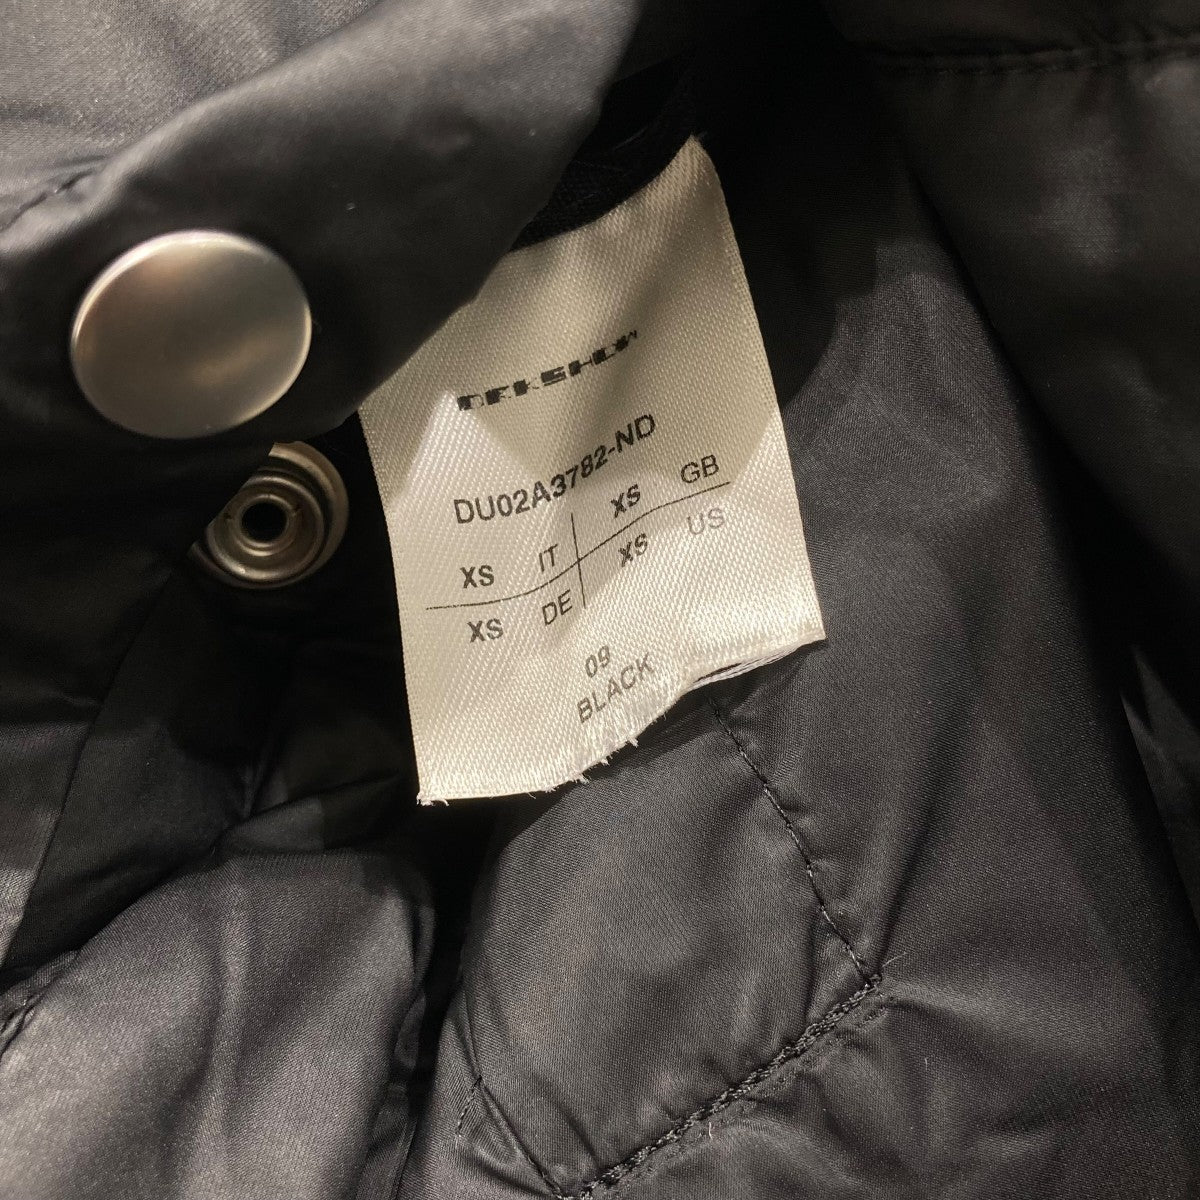 DRKSHDW
DU02A3782-ND
XS IT XS GB
XS DE XS US
09
BLACK